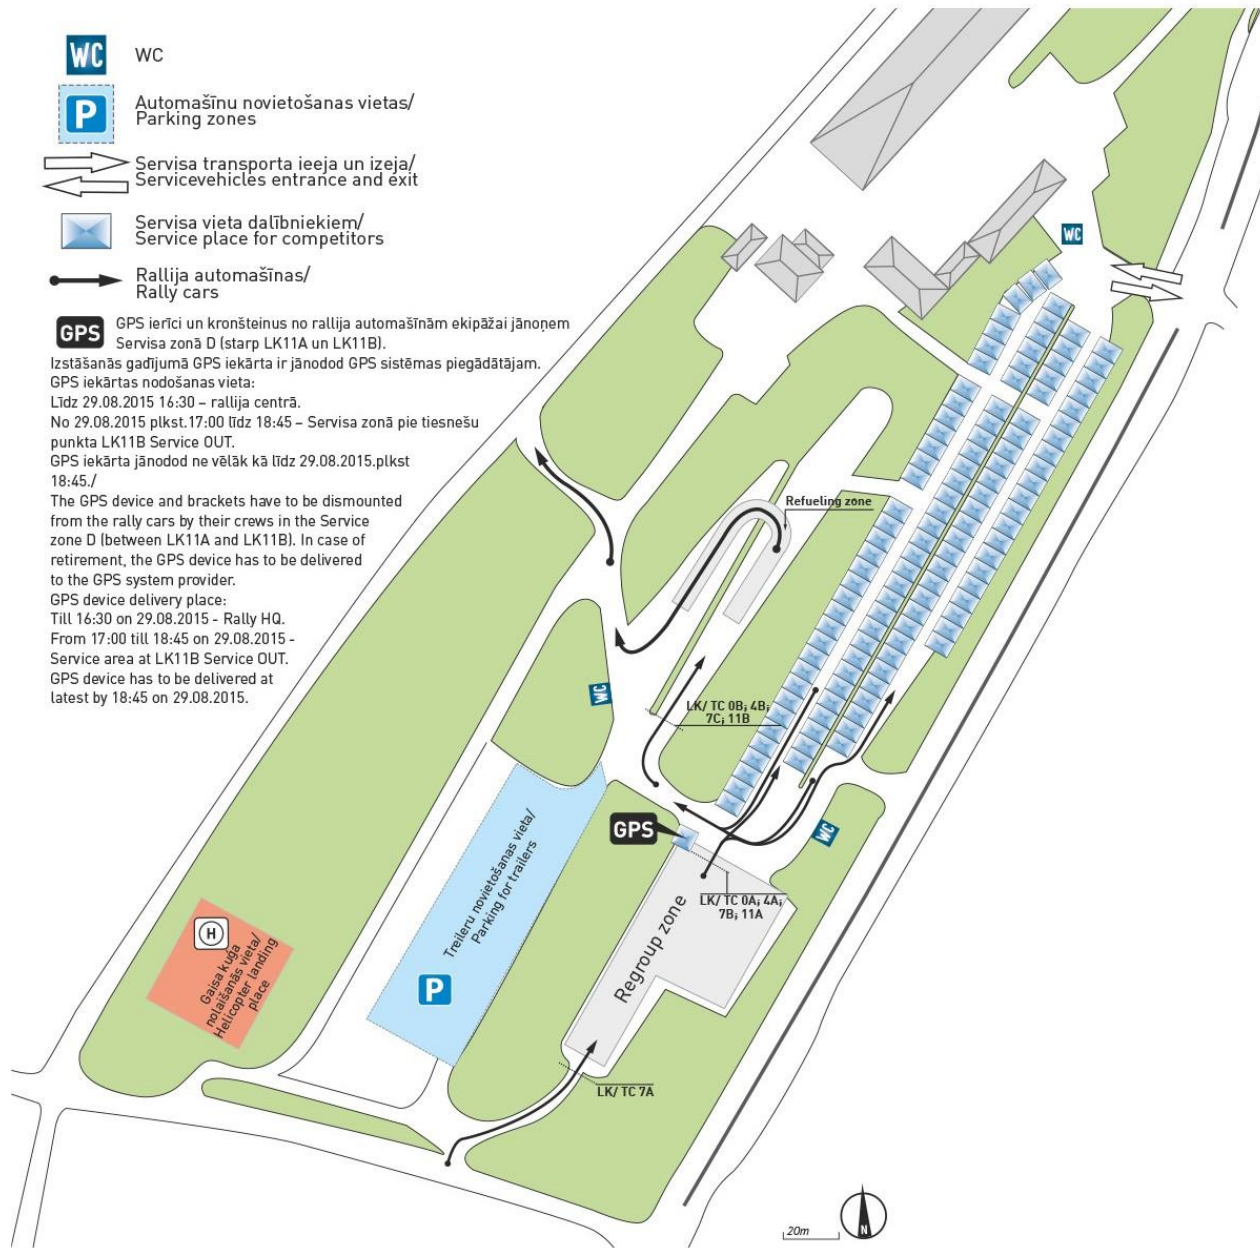 WC
WC
P
Automašīnu novietošanas vietas/
Parking zones
Servisa transporta ieeja un izeja/
Servicevehicles entrance and exit
Servisa vieta dalībniekiem/
Service place for competitors
Rallija automašīnas/
Rally cars
GPS
GPS ierīci un kronšteinus no rallija automašīnām ekipāžai jāņoņem
Servisa zonā D (starp LK11A un LK11B).
Izstāšanās gadījumā GPS iekārta ir jānodod GPS sistēmas piegādātājam.
GPS iekārtas nodošanas vieta:
Līdz 29.08.2015 16:30 – rallija centrā.
No 29.08.2015 plkst.17:00 līdz 18:45 – Servisa zonā pie tiesnešu
punkta LK11B Service OUT.
GPS iekārta jānodod ne vēlāk kā līdz 29.08.2015.plkst
18:45./
The GPS device and brackets have to be dismounted
from the rally cars by their crews in the Service
zone D (between LK11A and LK11B). In case of
retirement, the GPS device has to be delivered
to the GPS system provider.
GPS device delivery place:
Till 16:30 on 29.08.2015 - Rally HQ.
From 17:00 till 18:45 on 29.08.2015 -
Service area at LK11B Service OUT.
GPS device has to be delivered at
latest by 18:45 on 29.08.2015.
WC
Refueling zone
WC
LK/ TC 0B; 4B;
7C; 11B
GPS
WC
LK/ TC 0A; 4A;
7B; 11A
Regroup zone
Treileru novietošanas vieta/
Parking for trailers
P
H
Gaisa kuģa
nolaišanās vieta/
Helicopter landing
place
LK/ TC 7A
20m
N